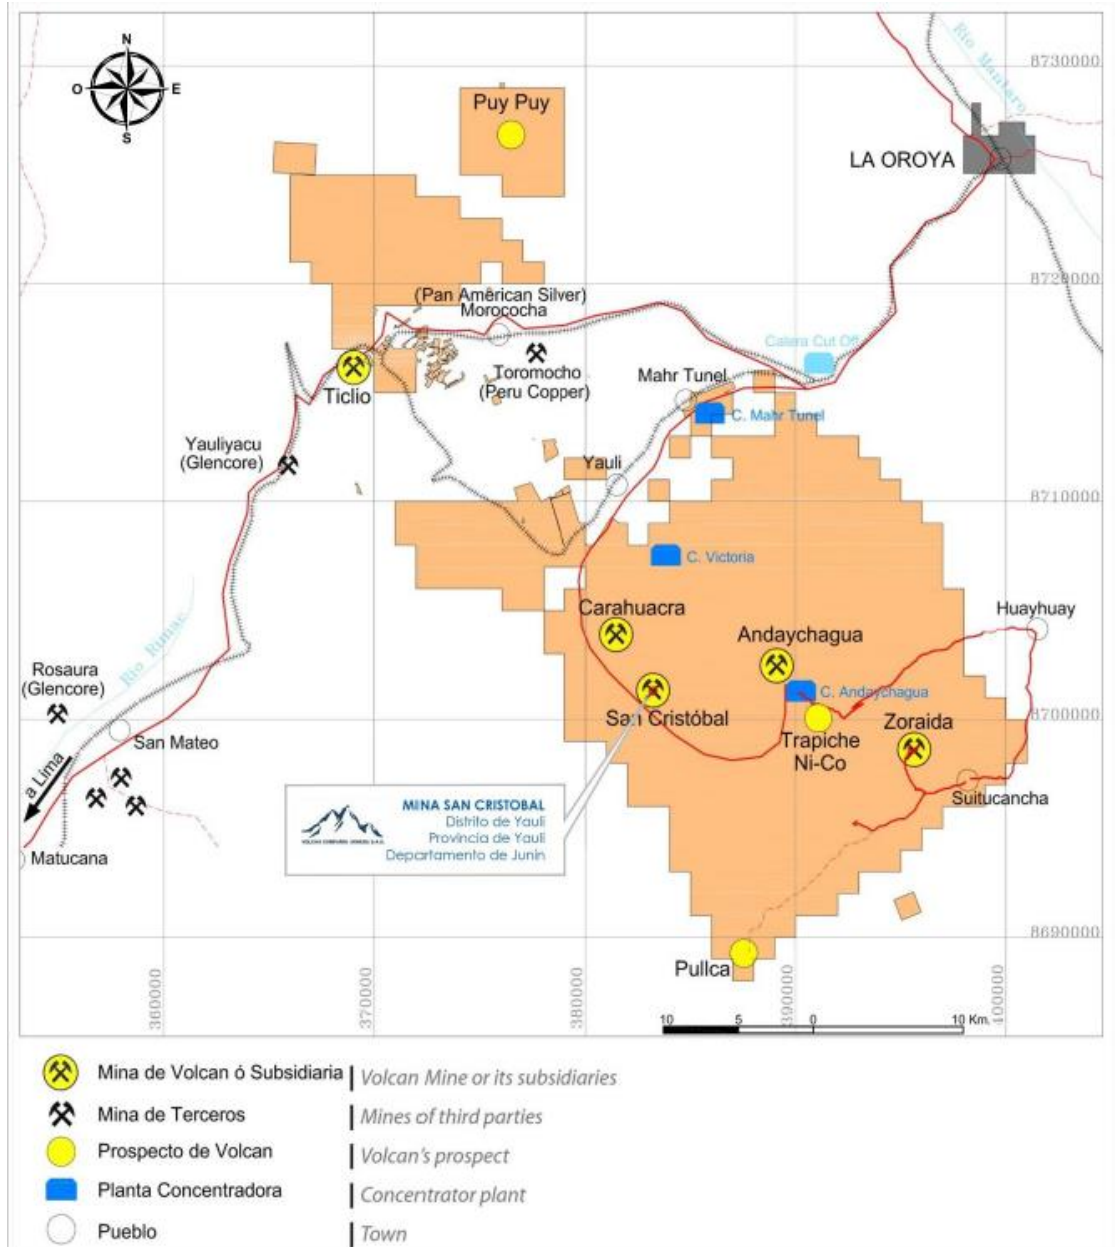 N
O
E
S
Puy Puy
Río Mantaro
8730000
LA OROYA
8720000
(Pan American Silver)
Morococha
Calera Cut Off
Ticlio
Toromocho
(Peru Copper)
Mahr Tunel
C. Mahr Tunel
Yauliyacu
(Glencore)
Yauli
8710000
C. Victoria
Carahuacra
Andaychagua
Huayhuay
Río Rimac
Rosaura
(Glencore)
San Cristóbal
C. Andaychagua
8700000
Zoraida
Trapiche
Ni-Co
San Mateo
a Lima
Suitucancha
MINA SAN CRISTOBAL
Distrito de Yauli
Provincia de Yauli
Departamento de Junín
VOLCAN COMPAÑÍA MINERA S.A.A.
Matucana
8690000
Pullca
360000
370000
380000
390000
400000
10
5
0
10 Km.
Mina de Volcan ó Subsidiaria | Volcan Mine or its subsidiaries
Mina de Terceros | Mines of third parties
Prospecto de Volcan | Volcan's prospect
Planta Concentradora | Concentrator plant
Pueblo | Town